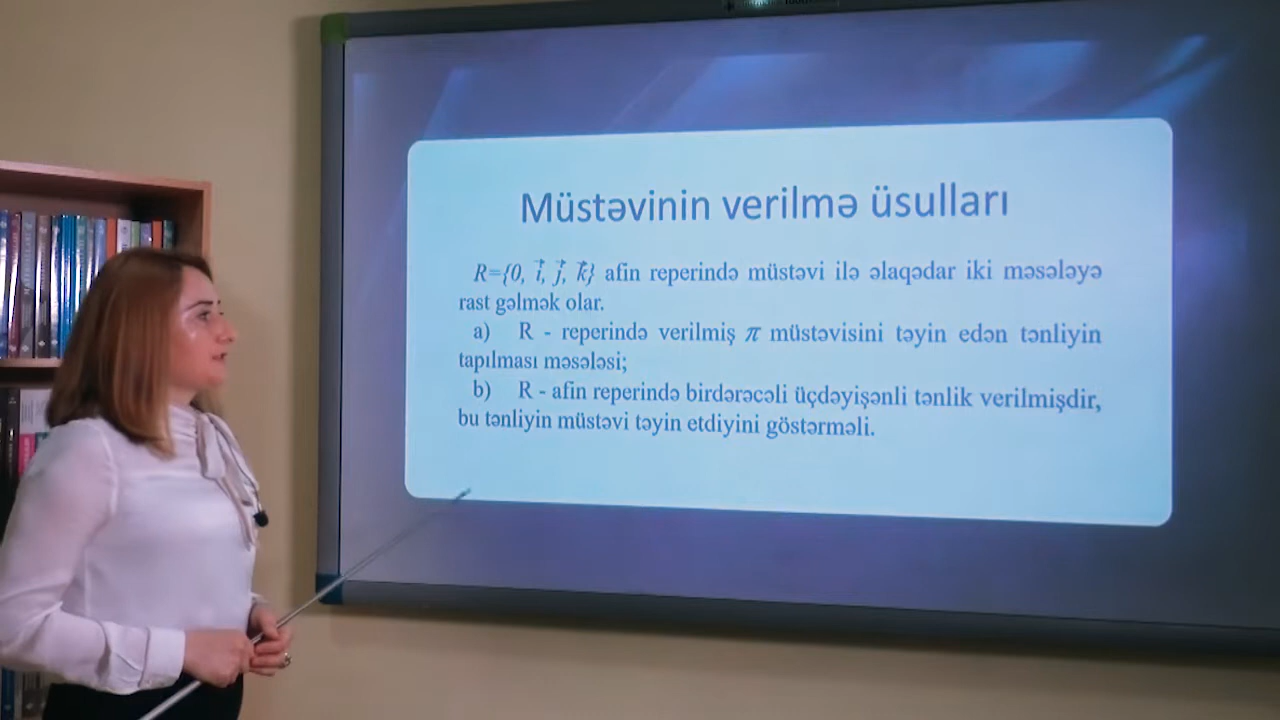 Müstəvinin verilmə üsulları
R={0, i⃗, j⃗, k⃗} afin reperində müstəvi ilə əlaqədar iki məsələyə
rast gəlmək olar.
a) R - reperində verilmiş π müstəvisini təyin edən tənliyin
tapılması məsələsi;
b) R - afin reperində birdərəcəli üçdəyişənli tənlik verilmişdir,
bu tənliyin müstəvi təyin etdiyini göstərməli.